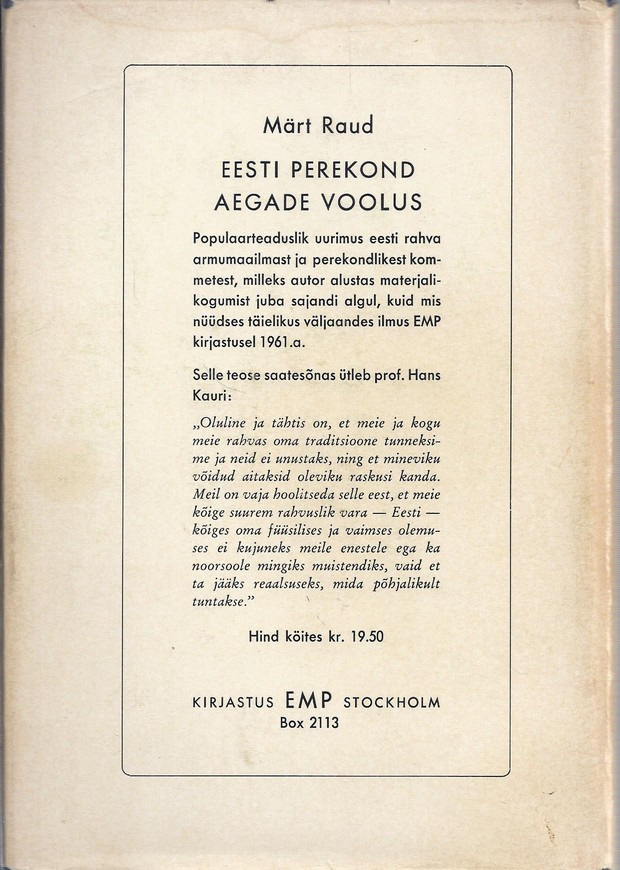 Märt Raud
EESTI PEREKOND
AEGADE VOOLUS
Populaarteaduslik uurimus eesti rahva
armumaailmast ja perekondlikest kom-
metest, milleks autor alustas materjali-
kogumist juba sajandi algul, kuid mis
nüüdses täielikus väljaandes ilmus EMP
kirjastusel 1961.a.
Selle teose saatesõnas ütleb prof. Hans
Kauri:
„Oluline ja tähtis on, et meie ja kogu
meie rahvas oma traditsioone tunneksi-
me ja neid ei unustaks, ning et mineviku
võidud aitaksid oleviku raskusi kanda.
Meil on vaja hoolitseda selle eest, et meie
kõige suurem rahvuslik vara — Eesti —
kõiges oma füüsilises ja vaimses olemu-
ses ei kujuneks meile enestele ega ka
noorsoole mingiks muistendiks, vaid et
ta jääks reaalsuseks, mida põhjalikult
tuntakse.”
Hind köites kr. 19.50
KIRJASTUS EMP STOCKHOLM
Box 2113